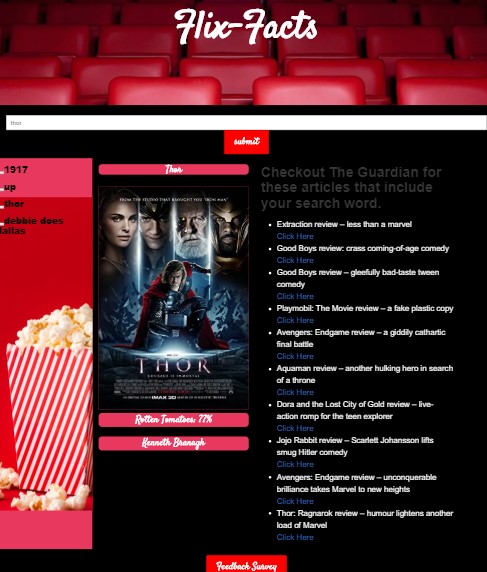 Flix-Facts
thor
submit
1917
up
thor
debbie does
dallas
Thor
FROM THE STUDIO THAT BROUGHT YOU "IRON MAN"
THOR
IMAX 3D
Rotten Tomatoes: 77%
Kenneth Branagh
Checkout The Guardian for
these articles that include
your search word.
Extraction review – less than a marvel
Click Here
Good Boys review: crass coming-of-age comedy
Click Here
Good Boys review – gleefully bad-taste tween
comedy
Click Here
Playmobil: The Movie review – a fake plastic copy
Click Here
Avengers: Endgame review – a giddily cathartic
final battle
Click Here
Aquaman review – another hulking hero in search
of a throne
Click Here
Dora and the Lost City of Gold review – live-
action romp for the teen explorer
Click Here
Jojo Rabbit review – Scarlett Johansson lifts
smug Hitler comedy
Click Here
Avengers: Endgame review – unconquerable
brilliance takes Marvel to new heights
Click Here
Thor: Ragnarok review – humour lightens another
load of Marvel
Click Here
Feedback Survey